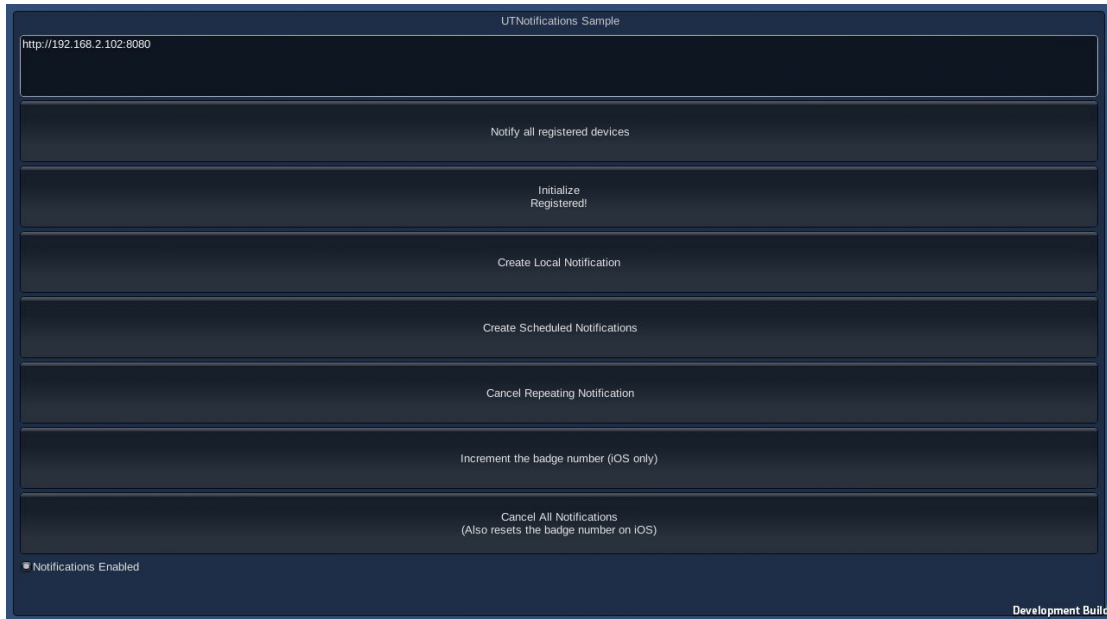 UTNotifications Sample
http://192.168.2.102:8080
Notify all registered devices
Initialize
Registered!
Create Local Notification
Create Scheduled Notifications
Cancel Repeating Notification
Increment the badge number (iOS only)
Cancel All Notifications
(Also resets the badge number on iOS)
Notifications Enabled
Development Build